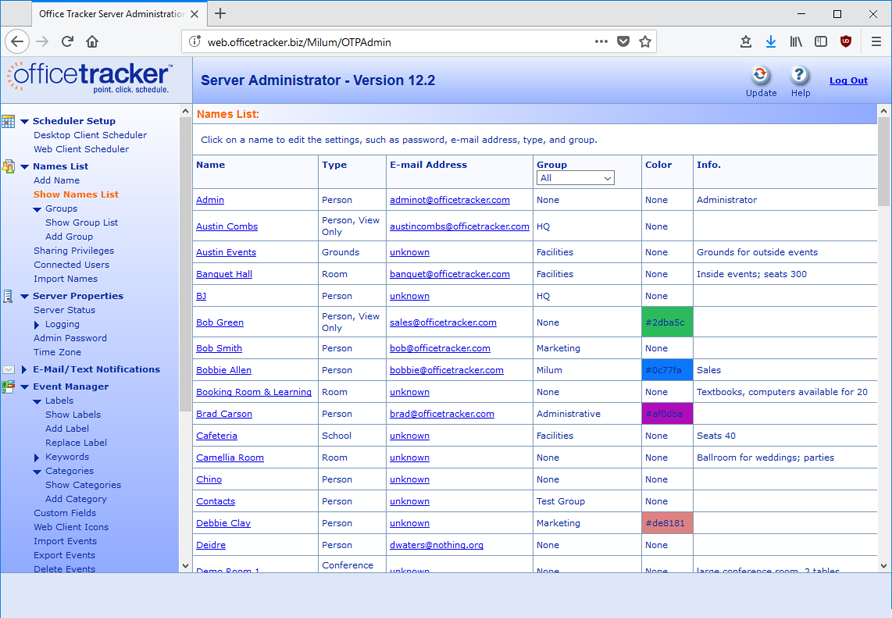 Office Tracker Server Administration
web.officetracker.biz/Milum/OTPAdmin
officetracker™
point. click. schedule.
Server Administrator - Version 12.2
Update
Help
Log Out
Scheduler Setup
Desktop Client Scheduler
Web Client Scheduler
Names List
Add Name
Show Names List
Groups
Show Group List
Add Group
Sharing Privileges
Connected Users
Import Names
Server Properties
Server Status
Logging
Admin Password
Time Zone
E-Mail/Text Notifications
Event Manager
Labels
Show Labels
Add Label
Replace Label
Keywords
Categories
Show Categories
Add Category
Custom Fields
Web Client Icons
Import Events
Export Events
Delete Events
Names List:
Click on a name to edit the settings, such as password, e-mail address, type, and group.
Name Type E-mail Address Group Color Info.
All
Admin Person adminot@officetracker.com None None Administrator
Austin Combs Person, View Only austincombs@officetracker.com HQ None
Austin Events Grounds unknown Facilities None Grounds for outside events
Banquet Hall Room banquet@officetracker.com Facilities None Inside events; seats 300
BJ Person unknown HQ None
Bob Green Person, View Only sales@officetracker.com None #2dba5c
Bob Smith Person bob@officetracker.com Marketing None
Bobbie Allen Person bobbie@officetracker.com Milum #0c77fa Sales
Booking Room & Learning Room unknown None None Textbooks, computers available for 20
Brad Carson Person brad@officetracker.com Administrative #af0dba
Cafeteria School unknown Facilities None Seats 40
Camellia Room Room unknown None None Ballroom for weddings; parties
Chino Person unknown None None
Contacts Person unknown Test Group None
Debbie Clay Person unknown Marketing #de8181
Deidre Person dwaters@nothing.org None None
Demo Room 1 Conference unknown None None large conference room, 2 tables